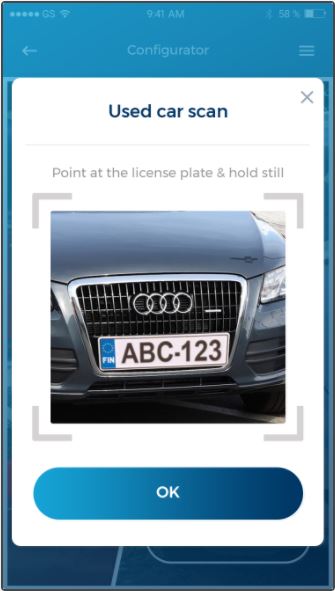 GS 9:41 AM 58 %
Configurator
Used car scan
Point at the license plate & hold still
FIN ABC-123
OK